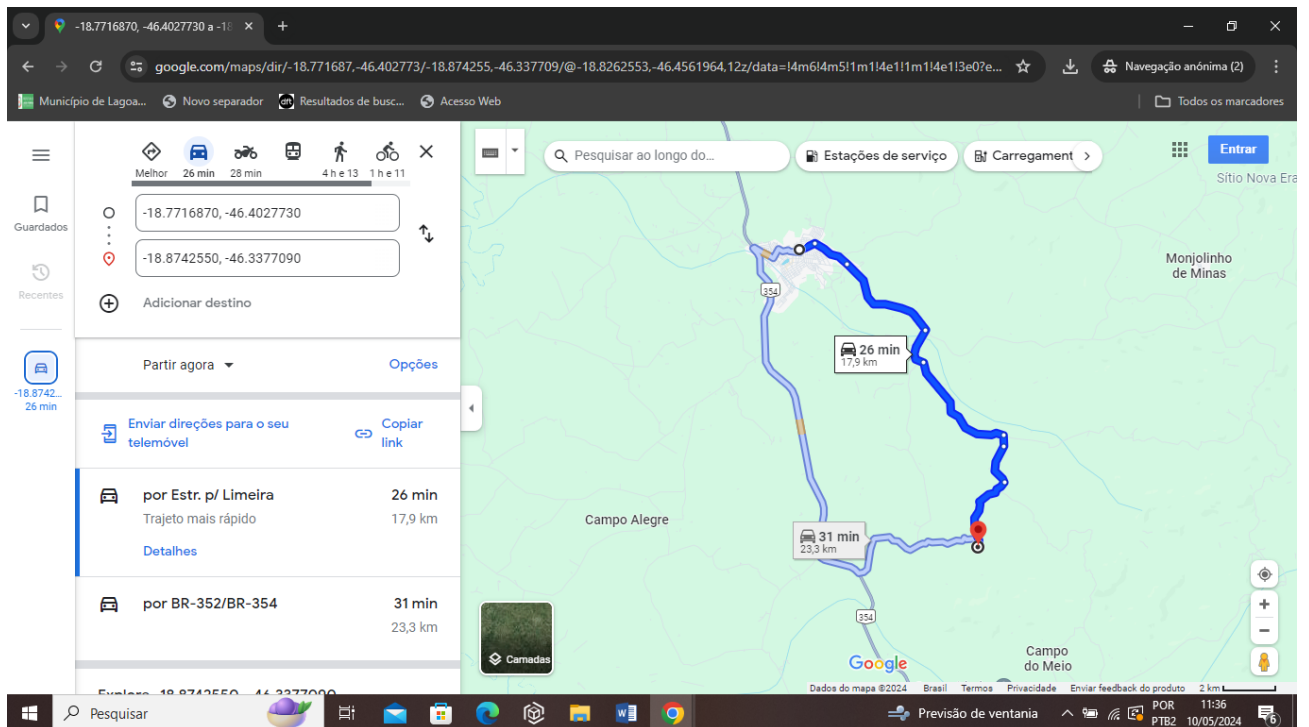 -18.7716870, -46.4027730 a -18
google.com/maps/dir/-18.771687,-46.402773/-18.874255,-46.337709/@-18.8262553,-46.4561964,12z/data=!4m6!4m5!1m1!4e1!1m1!4e1!3e0?e...
Navegação anónima (2)
Município de Lagoa...
Novo separador
Resultados de busc...
Acesso Web
Todos os marcadores
Guardados
Recentes
-18.8742...
26 min
Melhor
26 min
28 min
4 h e 13
1 h e 11
-18.7716870, -46.4027730
-18.8742550, -46.3377090
Adicionar destino
Partir agora
Opções
Enviar direções para o seu
telemóvel
Copiar
link
por Estr. p/ Limeira
26 min
Trajeto mais rápido
17,9 km
Detalhes
por BR-352/BR-354
31 min
23,3 km
Explore -18.8742550, -46.3377090
Pesquisar ao longo do...
Estações de serviço
Carregament
Entrar
Sítio Nova Era
Monjolinho
de Minas
354
26 min
17,9 km
Campo Alegre
31 min
23,3 km
354
Campo
do Meio
Camadas
Google
Dados do mapa ©2024
Brasil
Termos
Privacidade
Enviar feedback do produto
2 km
Pesquisar
Previsão de ventania
POR
PTB2
11:36
10/05/2024
6